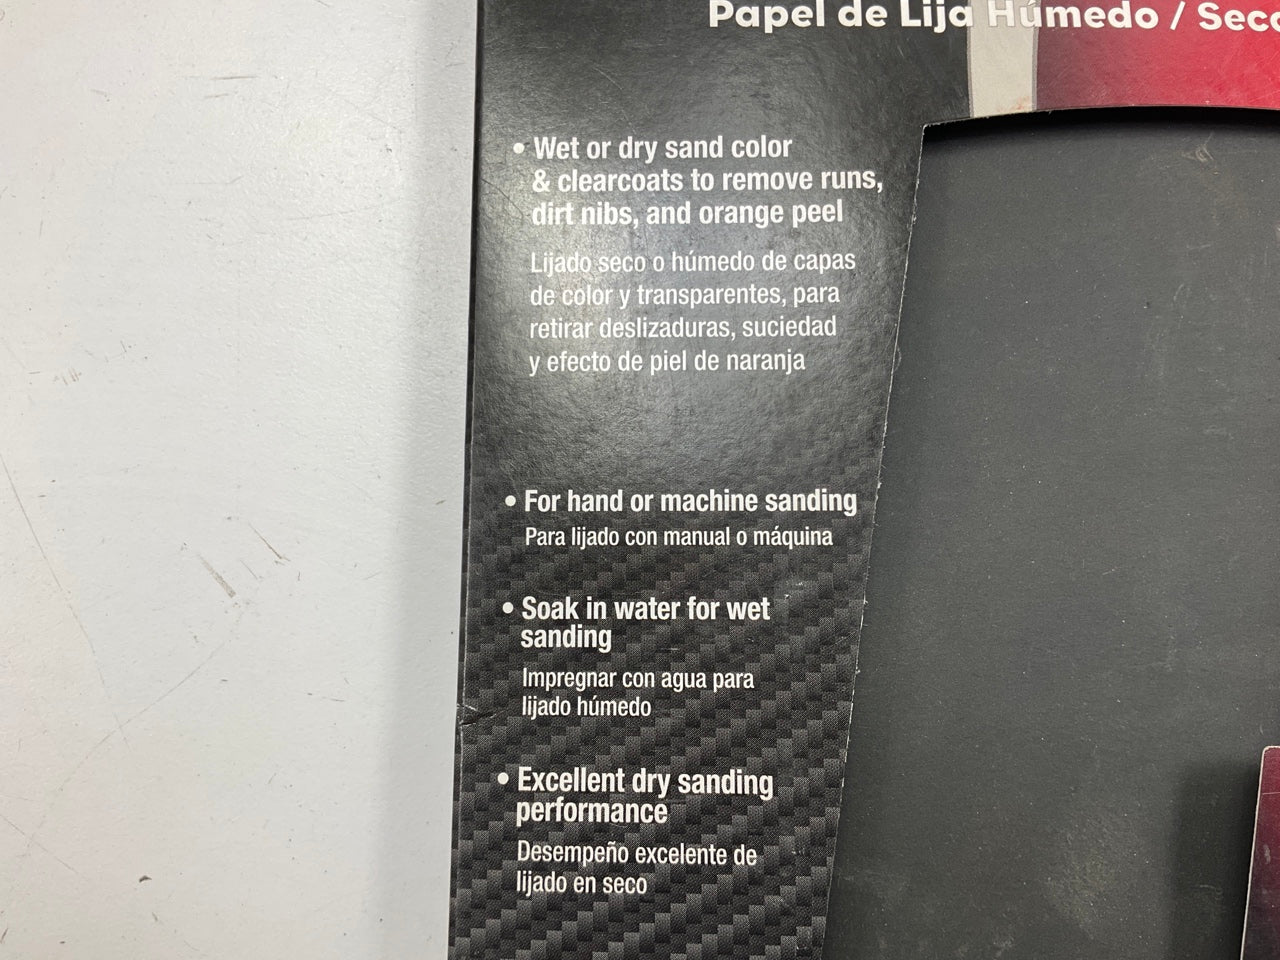 Papel de Lija Húmedo / Seco
• Wet or dry sand color
& clearcoats to remove runs,
dirt nibs, and orange peel
Lijado seco o húmedo de capas
de color y transparentes, para
retirar deslizaduras, suciedad
y efecto de piel de naranja
• For hand or machine sanding
Para lijado con manual o máquina
• Soak in water for wet
sanding
Impregnar con agua para
lijado húmedo
• Excellent dry sanding
performance
Desempeño excelente de
lijado en seco